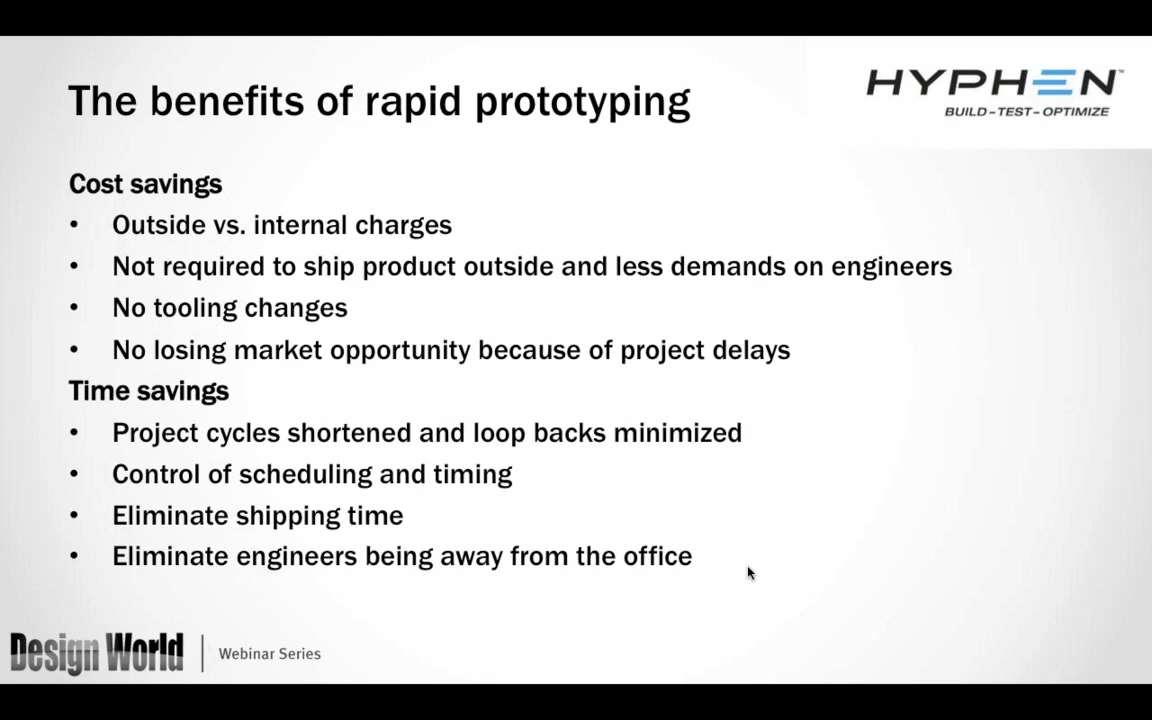 The benefits of rapid prototyping
HYPHEN™
BUILD–TEST–OPTIMIZE
Cost savings
• Outside vs. internal charges
• Not required to ship product outside and less demands on engineers
• No tooling changes
• No losing market opportunity because of project delays
Time savings
• Project cycles shortened and loop backs minimized
• Control of scheduling and timing
• Eliminate shipping time
• Eliminate engineers being away from the office
Design World | Webinar Series